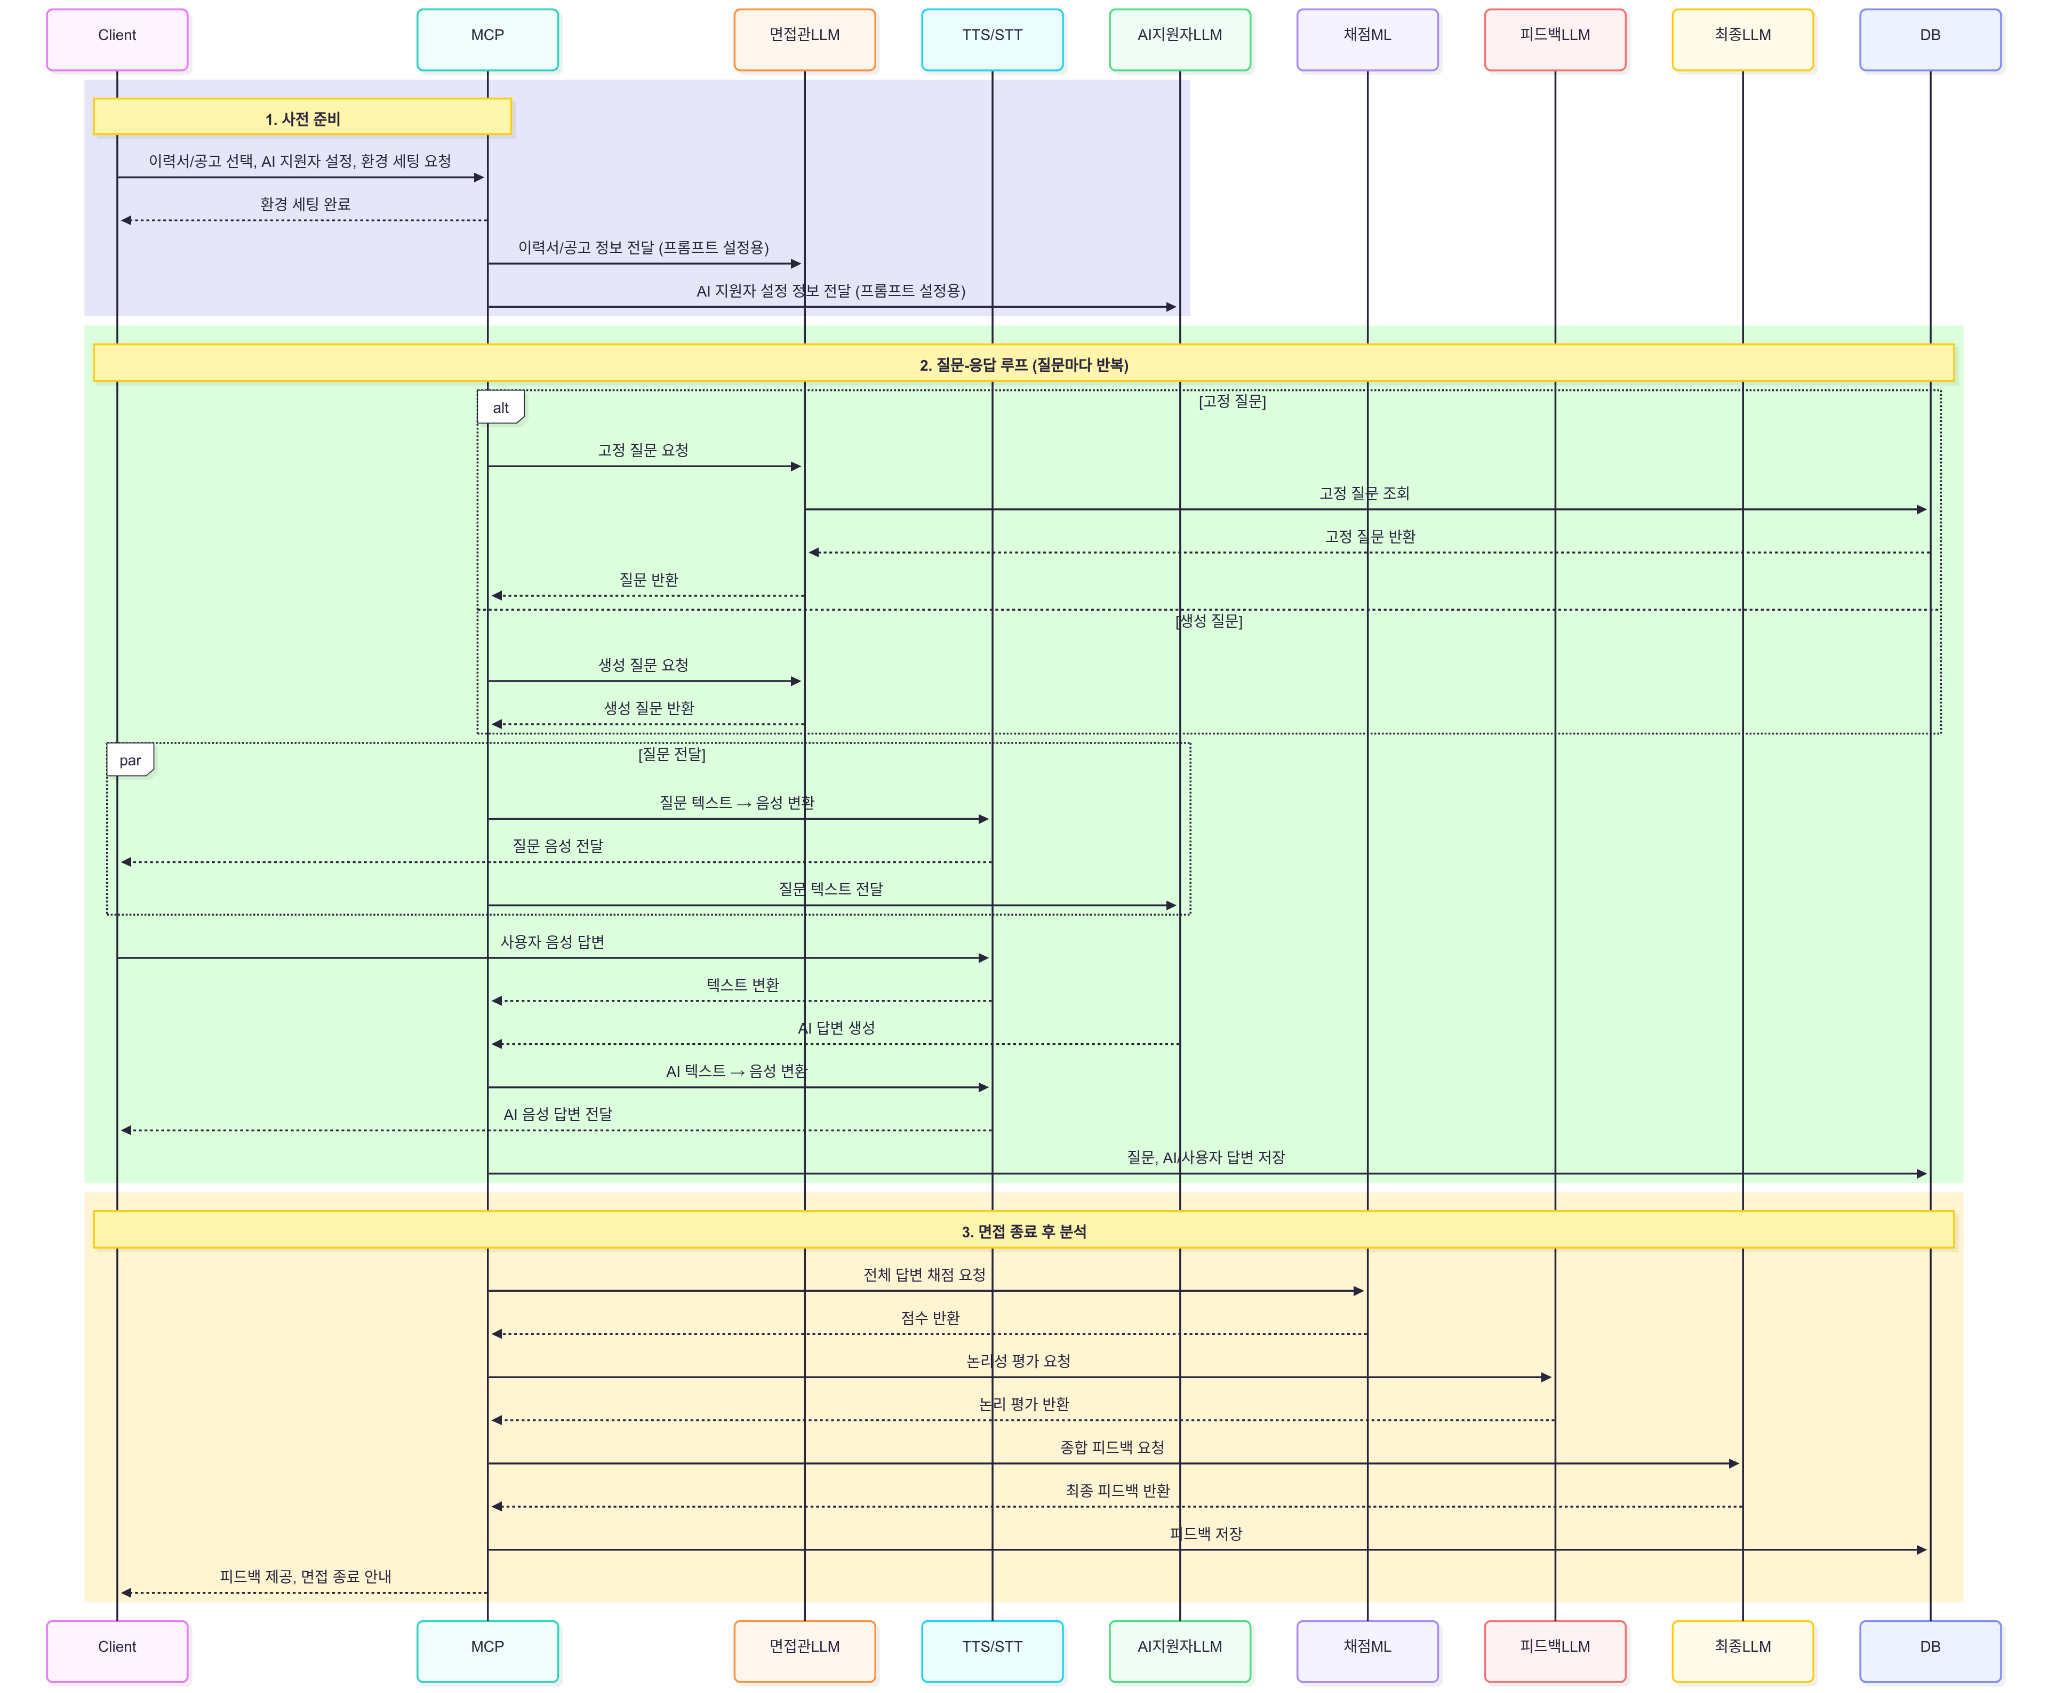 Client
MCP
면접관LLM
TTS/STT
AI지원자LLM
채점ML
피드백LLM
최종LLM
DB
1. 사전 준비
이력서/공고 선택, AI 지원자 설정, 환경 세팅 요청
환경 세팅 완료
이력서/공고 정보 전달 (프롬프트 설정용)
AI 지원자 설정 정보 전달 (프롬프트 설정용)
2. 질문-응답 루프 (질문마다 반복)
alt
[고정 질문]
고정 질문 요청
고정 질문 조회
고정 질문 반환
질문 반환
[생성 질문]
생성 질문 요청
생성 질문 반환
par
[질문 전달]
질문 텍스트 → 음성 변환
질문 음성 전달
질문 텍스트 전달
사용자 음성 답변
텍스트 변환
AI 답변 생성
AI 텍스트 → 음성 변환
AI 음성 답변 전달
질문, AI/사용자 답변 저장
3. 면접 종료 후 분석
전체 답변 채점 요청
점수 반환
논리성 평가 요청
논리 평가 반환
종합 피드백 요청
최종 피드백 반환
피드백 저장
피드백 제공, 면접 종료 안내
Client
MCP
면접관LLM
TTS/STT
AI지원자LLM
채점ML
피드백LLM
최종LLM
DB